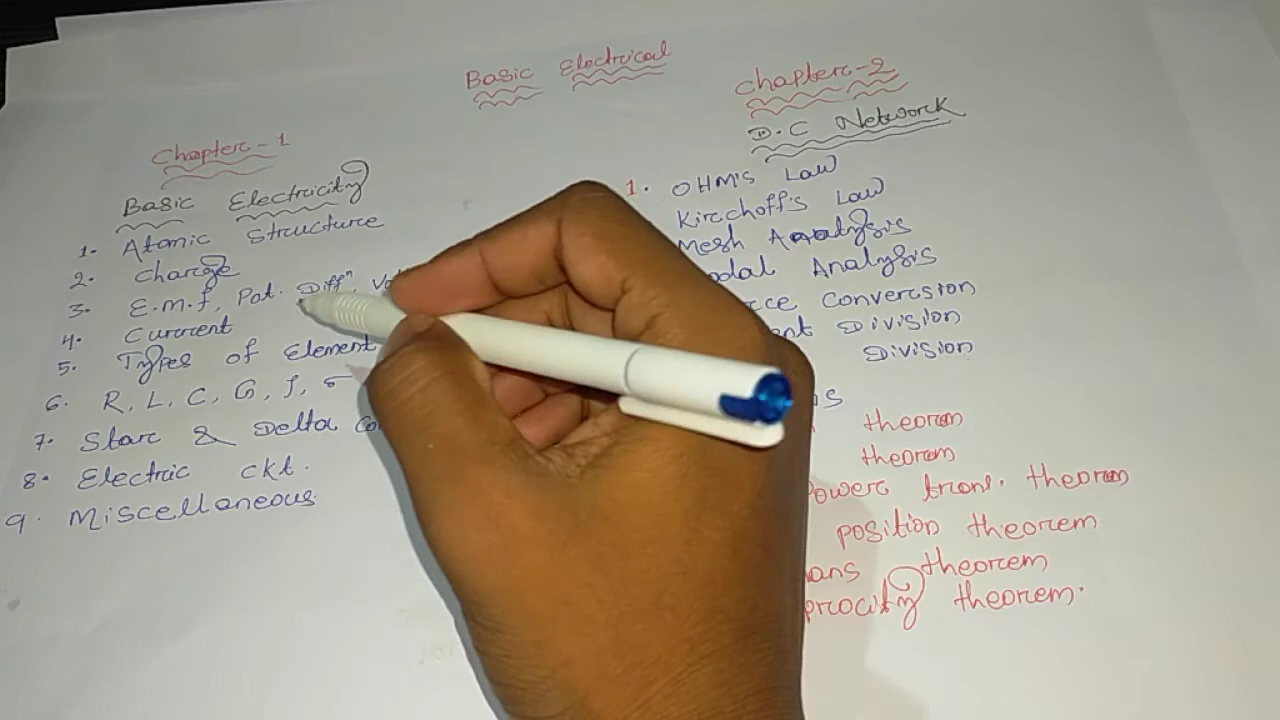 Basic Electrical
Chapter - 1
Basic Electricity
1. Atomic Structure
2. Charge
3. E.m.f, Pot. Diffⁿ,
4. Current
5. Types of Element
6. R, L, C, G, ƒ, σ
7. Star & Delta
8. Electric ckt.
9. Miscellaneous
Chapter-2
D.C Network
1. OHM'S Law
Kirchoff's Law
Mesh Analysis
Analysis
Conversion
Division
Division
theorem
theorem
Power trans. theorem
position theorem
theorem
theorem.